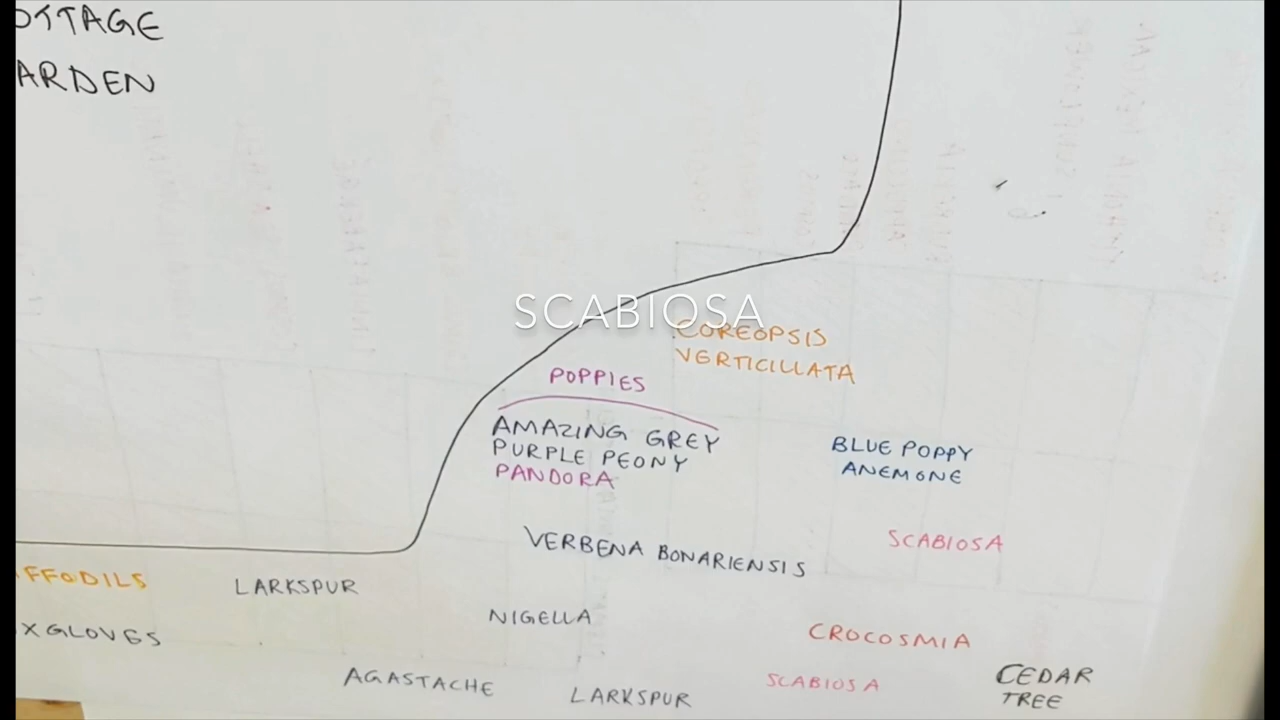 OTTAGE
ARDEN
SCABIOSA
COREOPSIS
VERTICILLATA
POPPIES
AMAZING GREY
PURPLE PEONY
PANDORA
BLUE POPPY
ANEMONE
SCABIOSA
VERBENA BONARIENSIS
FFODILS
LARKSPUR
NIGELLA
XGLOVES
CROCOSMIA
AGASTACHE
LARKSPUR
SCABIOSA
CEDAR
TREE